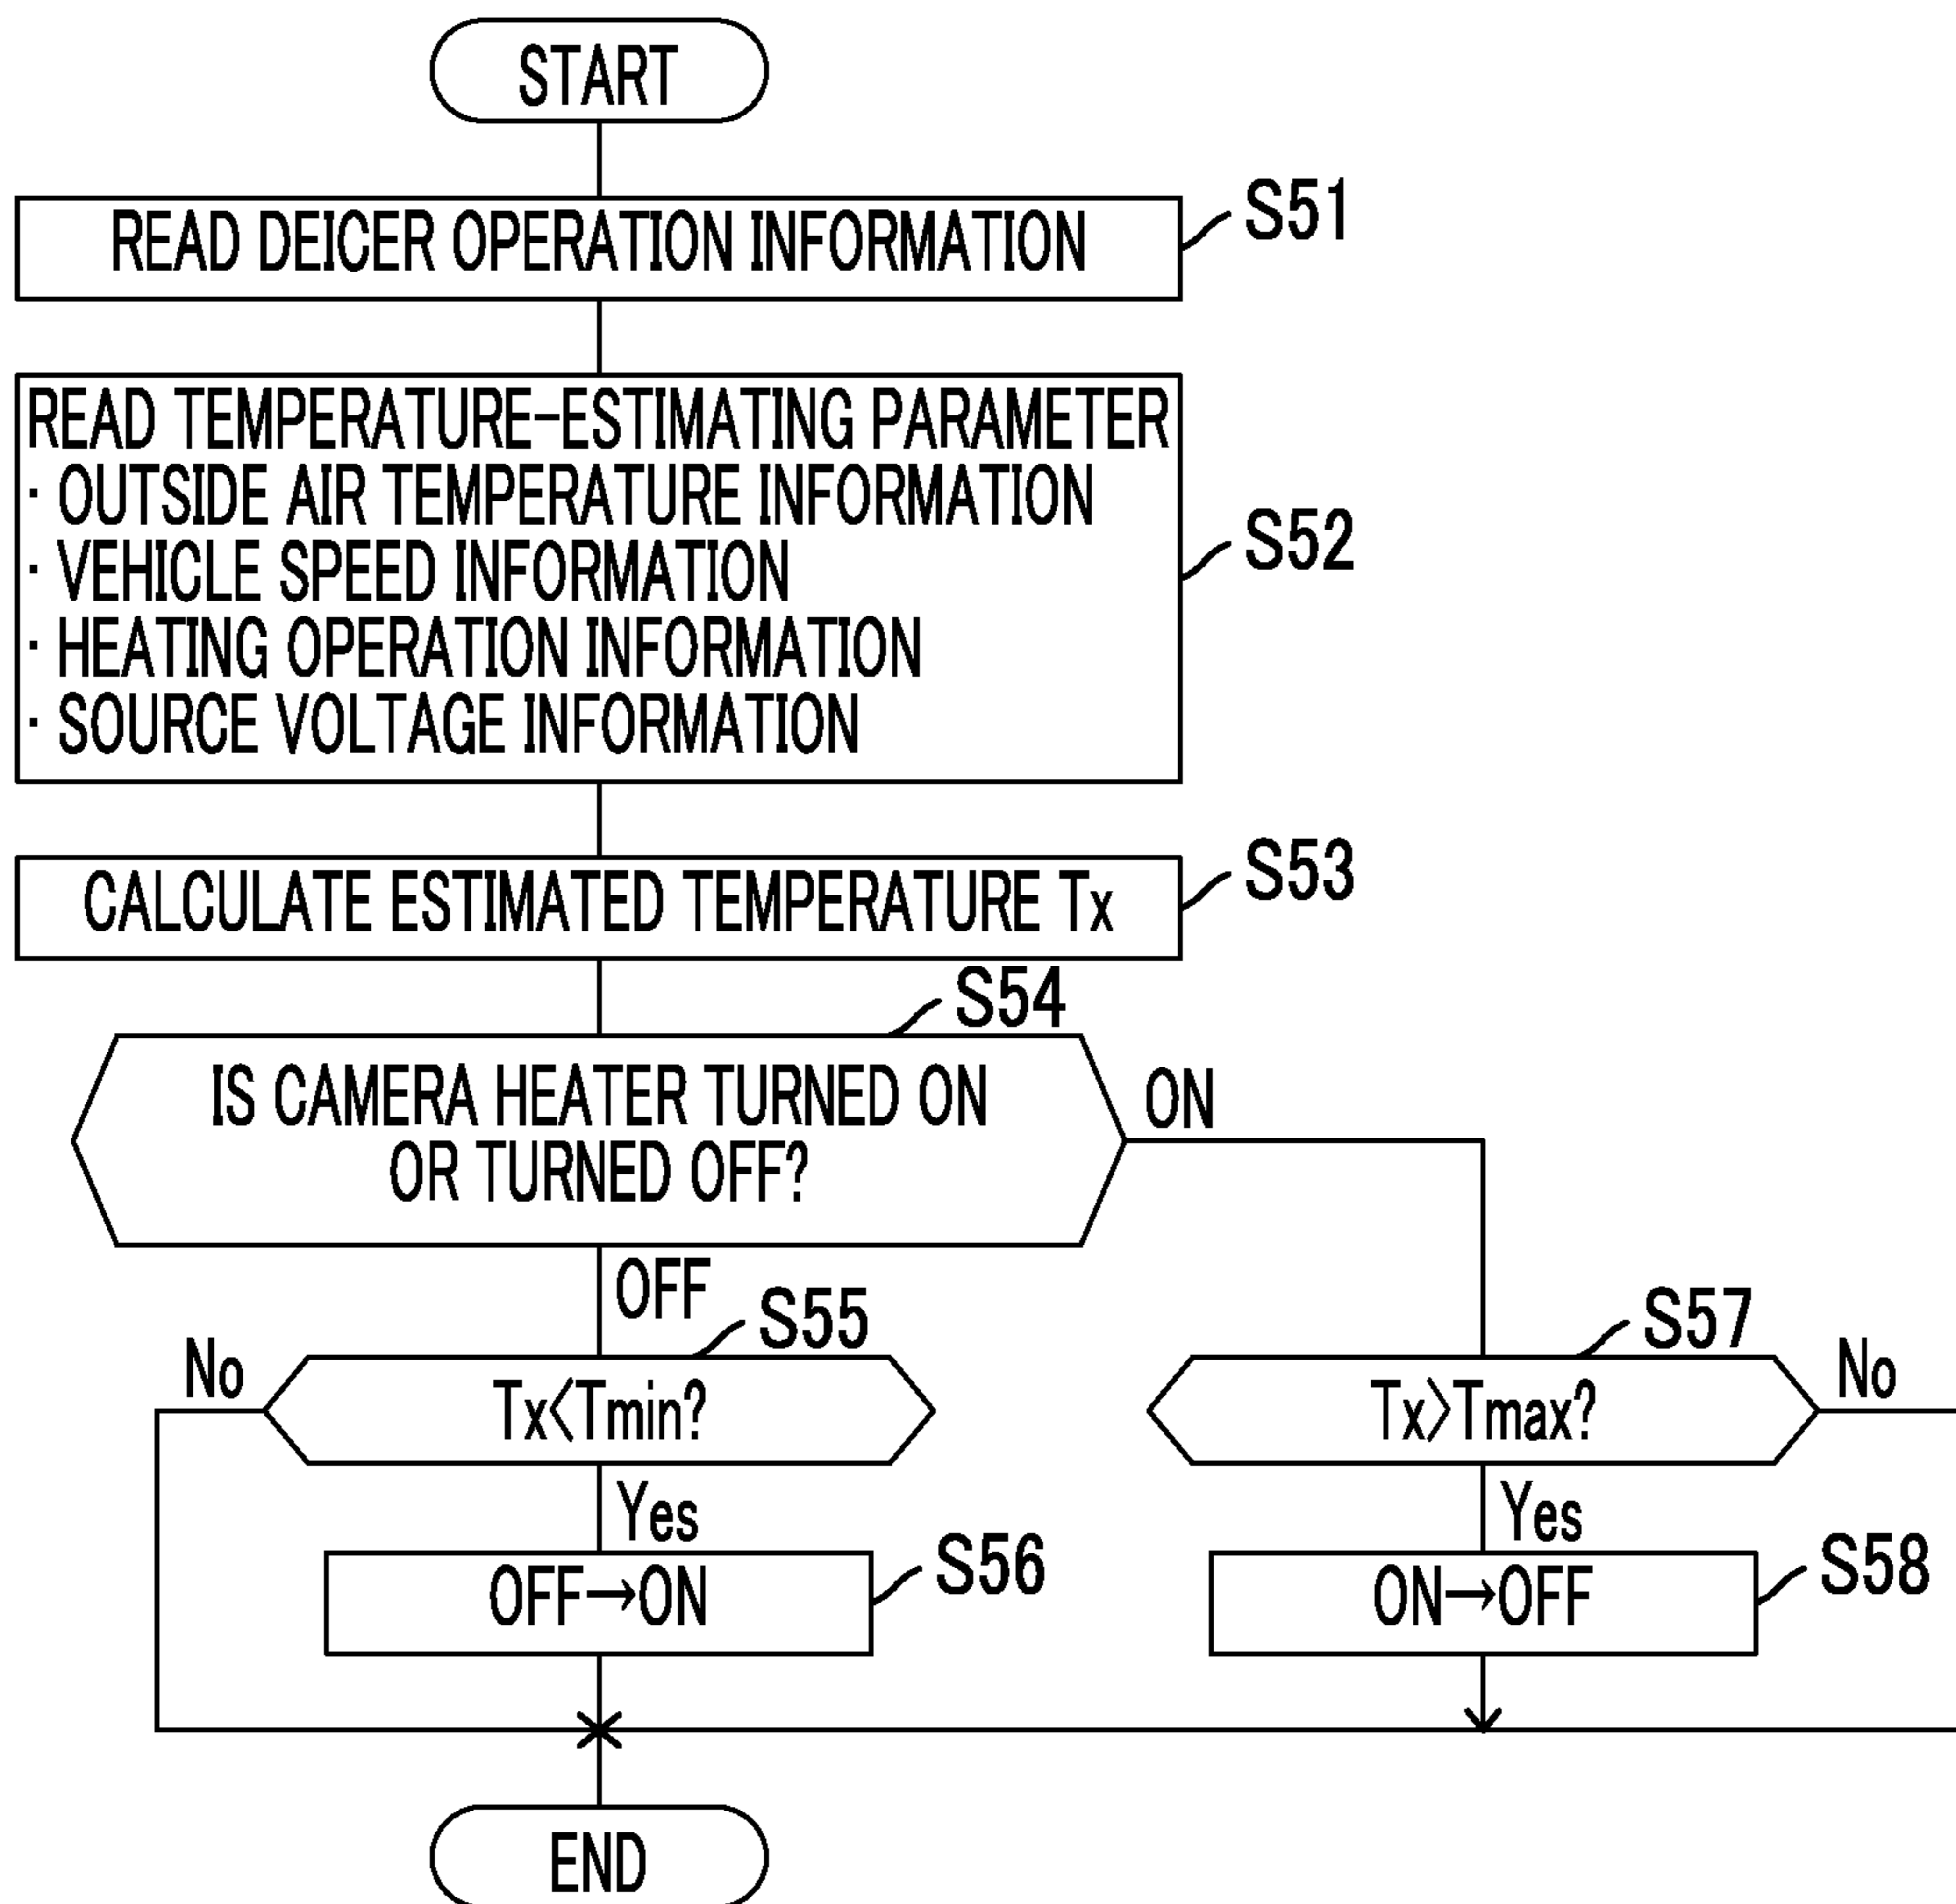 START
READ DEICER OPERATION INFORMATION
S51
READ TEMPERATURE-ESTIMATING PARAMETER
· OUTSIDE AIR TEMPERATURE INFORMATION
· VEHICLE SPEED INFORMATION
· HEATING OPERATION INFORMATION
· SOURCE VOLTAGE INFORMATION
S52
CALCULATE ESTIMATED TEMPERATURE Tx
S53
S54
IS CAMERA HEATER TURNED ON
OR TURNED OFF?
ON
OFF
S55
No
Tx<Tmin?
Yes
OFF→ON
S56
S57
Tx>Tmax?
No
Yes
ON→OFF
S58
END